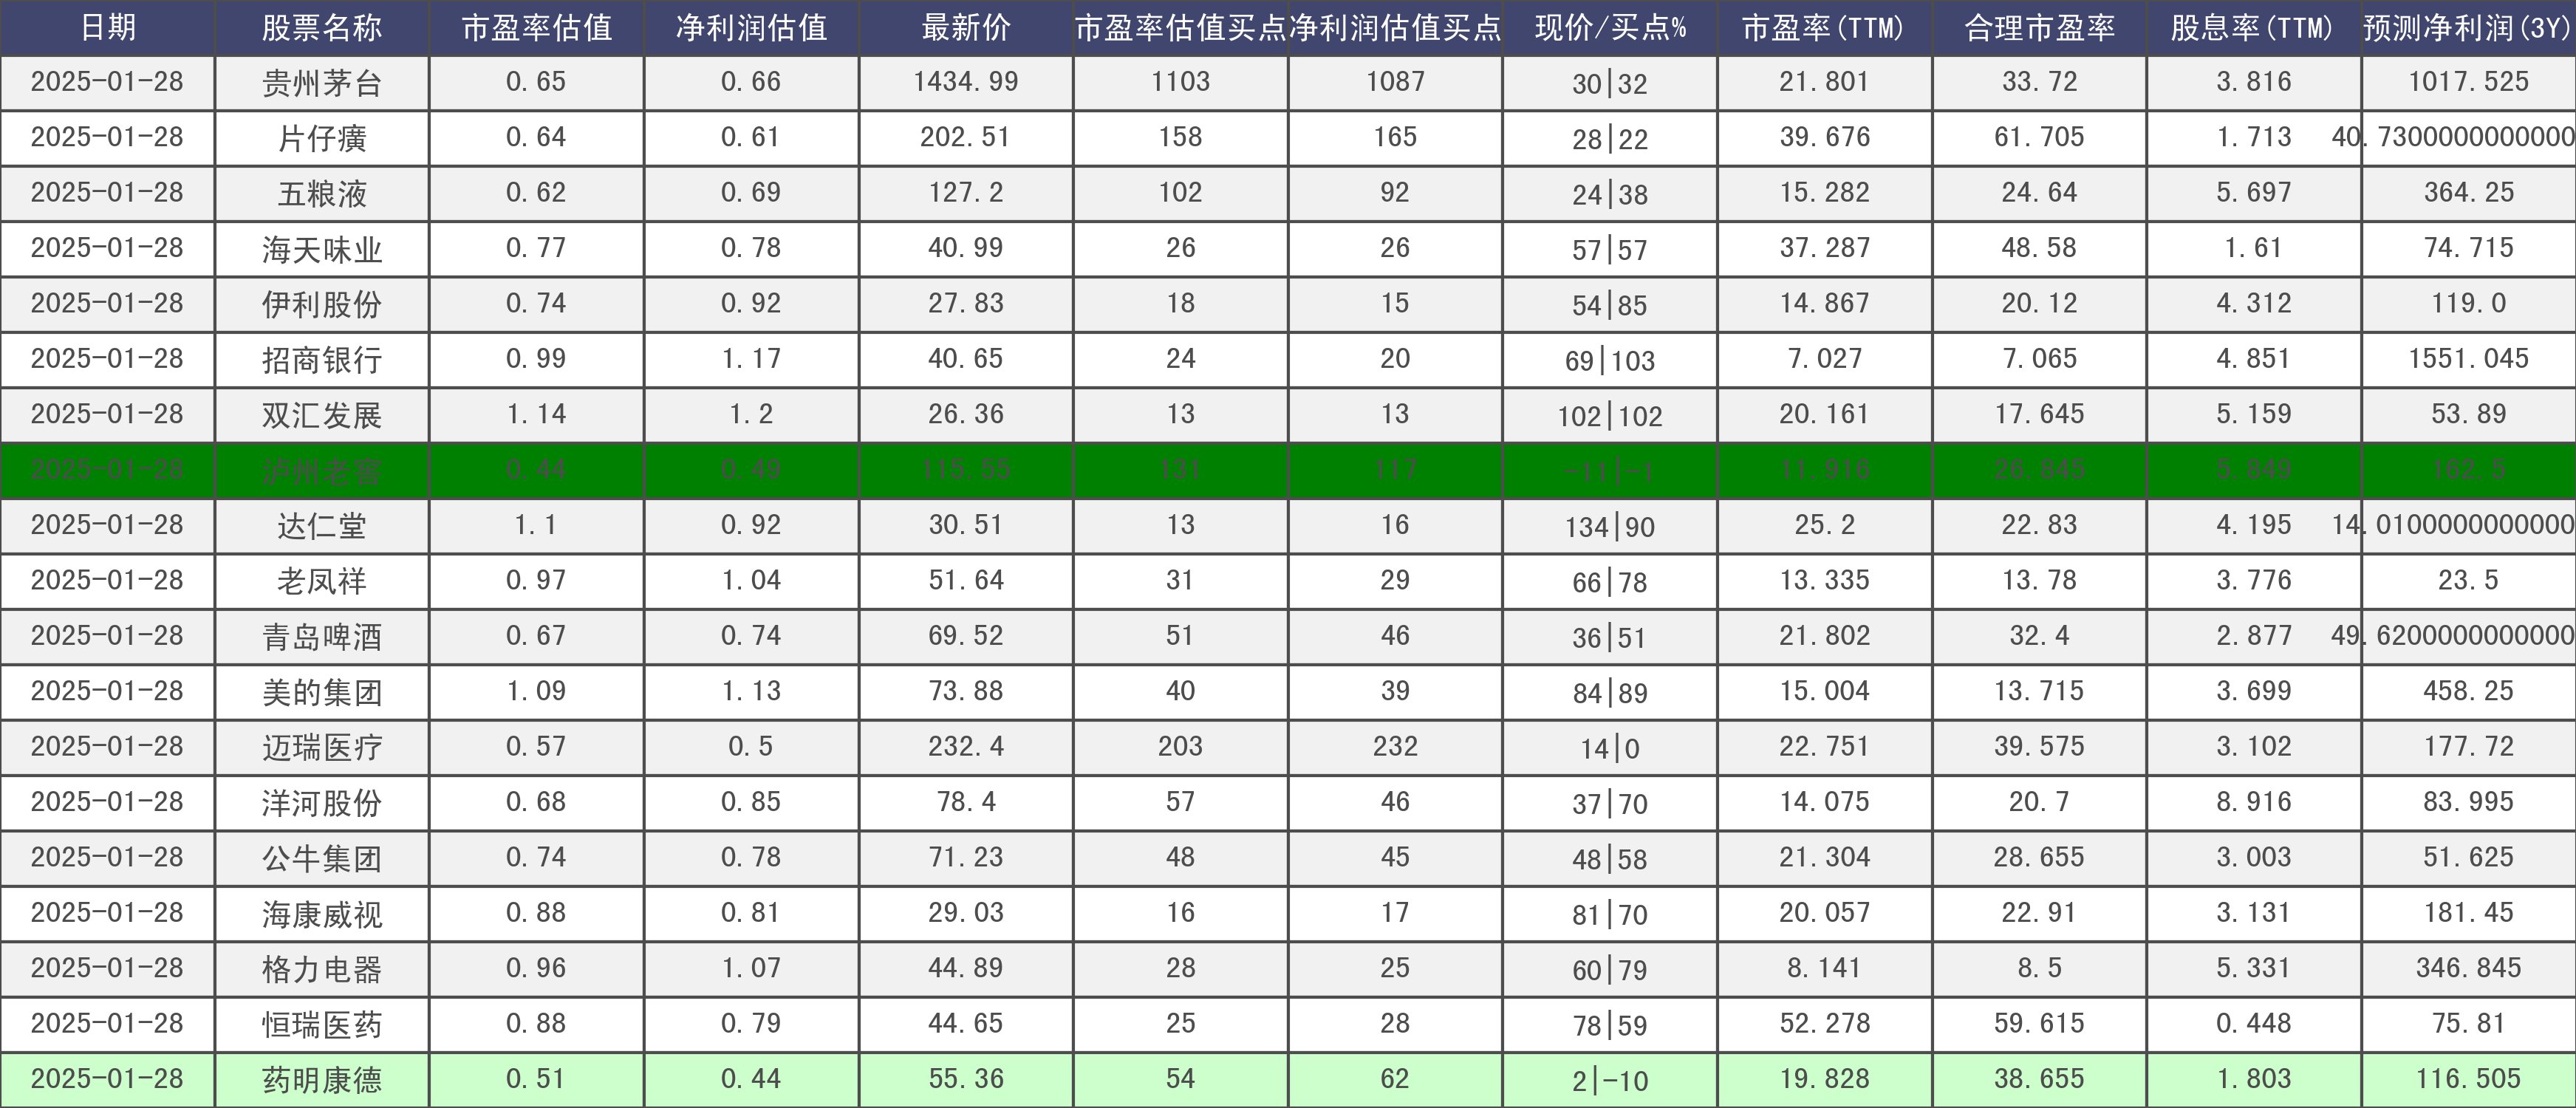 日期 股票名称 市盈率估值 净利润估值 最新价 市盈率估值买点 净利润估值买点 现价/买点% 市盈率(TTM) 合理市盈率 股息率(TTM) 预测净利润(3Y)
2025-01-28 贵州茅台 0.65 0.66 1434.99 1103 1087 30|32 21.801 33.72 3.816 1017.525
2025-01-28 片仔癀 0.64 0.61 202.51 158 165 28|22 39.676 61.705 1.713 40.7300000000000
2025-01-28 五粮液 0.62 0.69 127.2 102 92 24|38 15.282 24.64 5.697 364.25
2025-01-28 海天味业 0.77 0.78 40.99 26 26 57|57 37.287 48.58 1.61 74.715
2025-01-28 伊利股份 0.74 0.92 27.83 18 15 54|85 14.867 20.12 4.312 119.0
2025-01-28 招商银行 0.99 1.17 40.65 24 20 69|103 7.027 7.065 4.851 1551.045
2025-01-28 双汇发展 1.14 1.2 26.36 13 13 102|102 20.161 17.645 5.159 53.89
2025-01-28 泸州老窖 0.44 0.49 115.55 131 117 -11|-1 11.916 26.845 5.849 162.5
2025-01-28 达仁堂 1.1 0.92 30.51 13 16 134|90 25.2 22.83 4.195 14.0100000000000
2025-01-28 老凤祥 0.97 1.04 51.64 31 29 66|78 13.335 13.78 3.776 23.5
2025-01-28 青岛啤酒 0.67 0.74 69.52 51 46 36|51 21.802 32.4 2.877 49.6200000000000
2025-01-28 美的集团 1.09 1.13 73.88 40 39 84|89 15.004 13.715 3.699 458.25
2025-01-28 迈瑞医疗 0.57 0.5 232.4 203 232 14|0 22.751 39.575 3.102 177.72
2025-01-28 洋河股份 0.68 0.85 78.4 57 46 37|70 14.075 20.7 8.916 83.995
2025-01-28 公牛集团 0.74 0.78 71.23 48 45 48|58 21.304 28.655 3.003 51.625
2025-01-28 海康威视 0.88 0.81 29.03 16 17 81|70 20.057 22.91 3.131 181.45
2025-01-28 格力电器 0.96 1.07 44.89 28 25 60|79 8.141 8.5 5.331 346.845
2025-01-28 恒瑞医药 0.88 0.79 44.65 25 28 78|59 52.278 59.615 0.448 75.81
2025-01-28 药明康德 0.51 0.44 55.36 54 62 2|-10 19.828 38.655 1.803 116.505